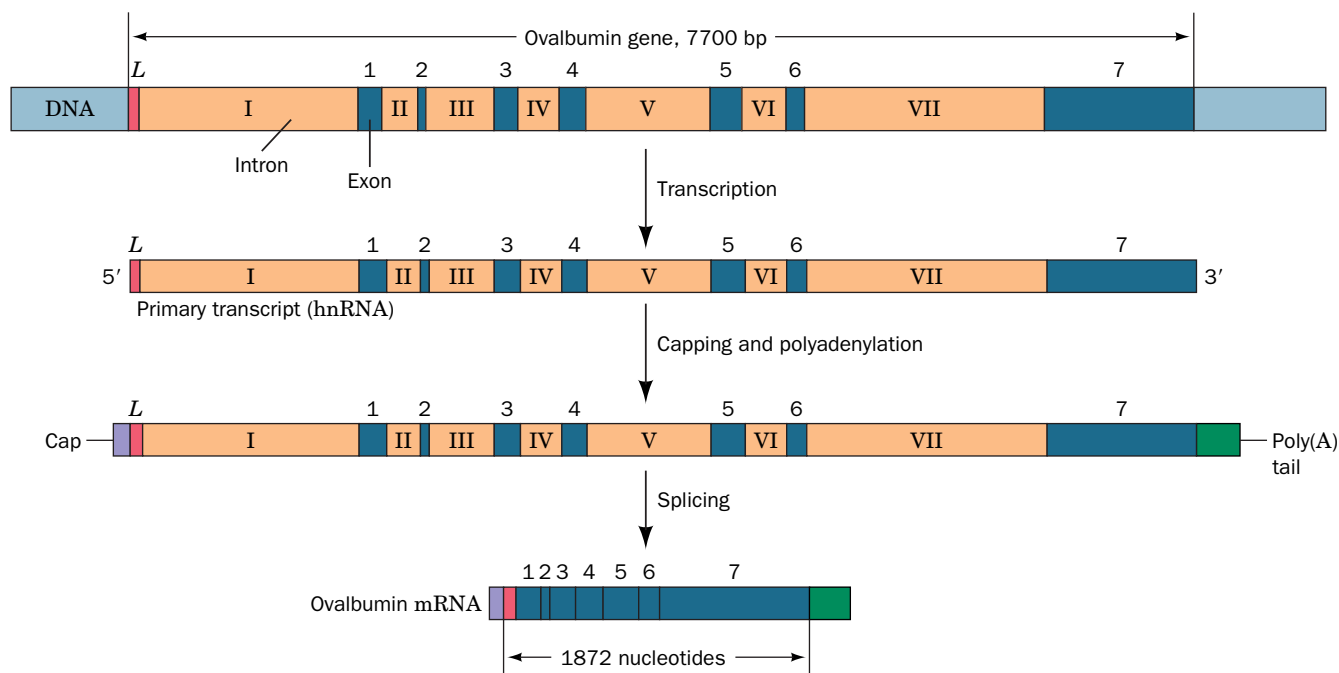 Ovalbumin gene, 7700 bp
L 1 2 3 4 5 6 7
DNA I II III IV V VI VII
Intron
Exon
Transcription
L 1 2 3 4 5 6 7
5′ I II III IV V VI VII 3′
Primary transcript (hnRNA)
Capping and polyadenylation
L 1 2 3 4 5 6 7
Cap I II III IV V VI VII Poly(A)
tail
Splicing
1 2 3 4 5 6 7
Ovalbumin mRNA
1872 nucleotides